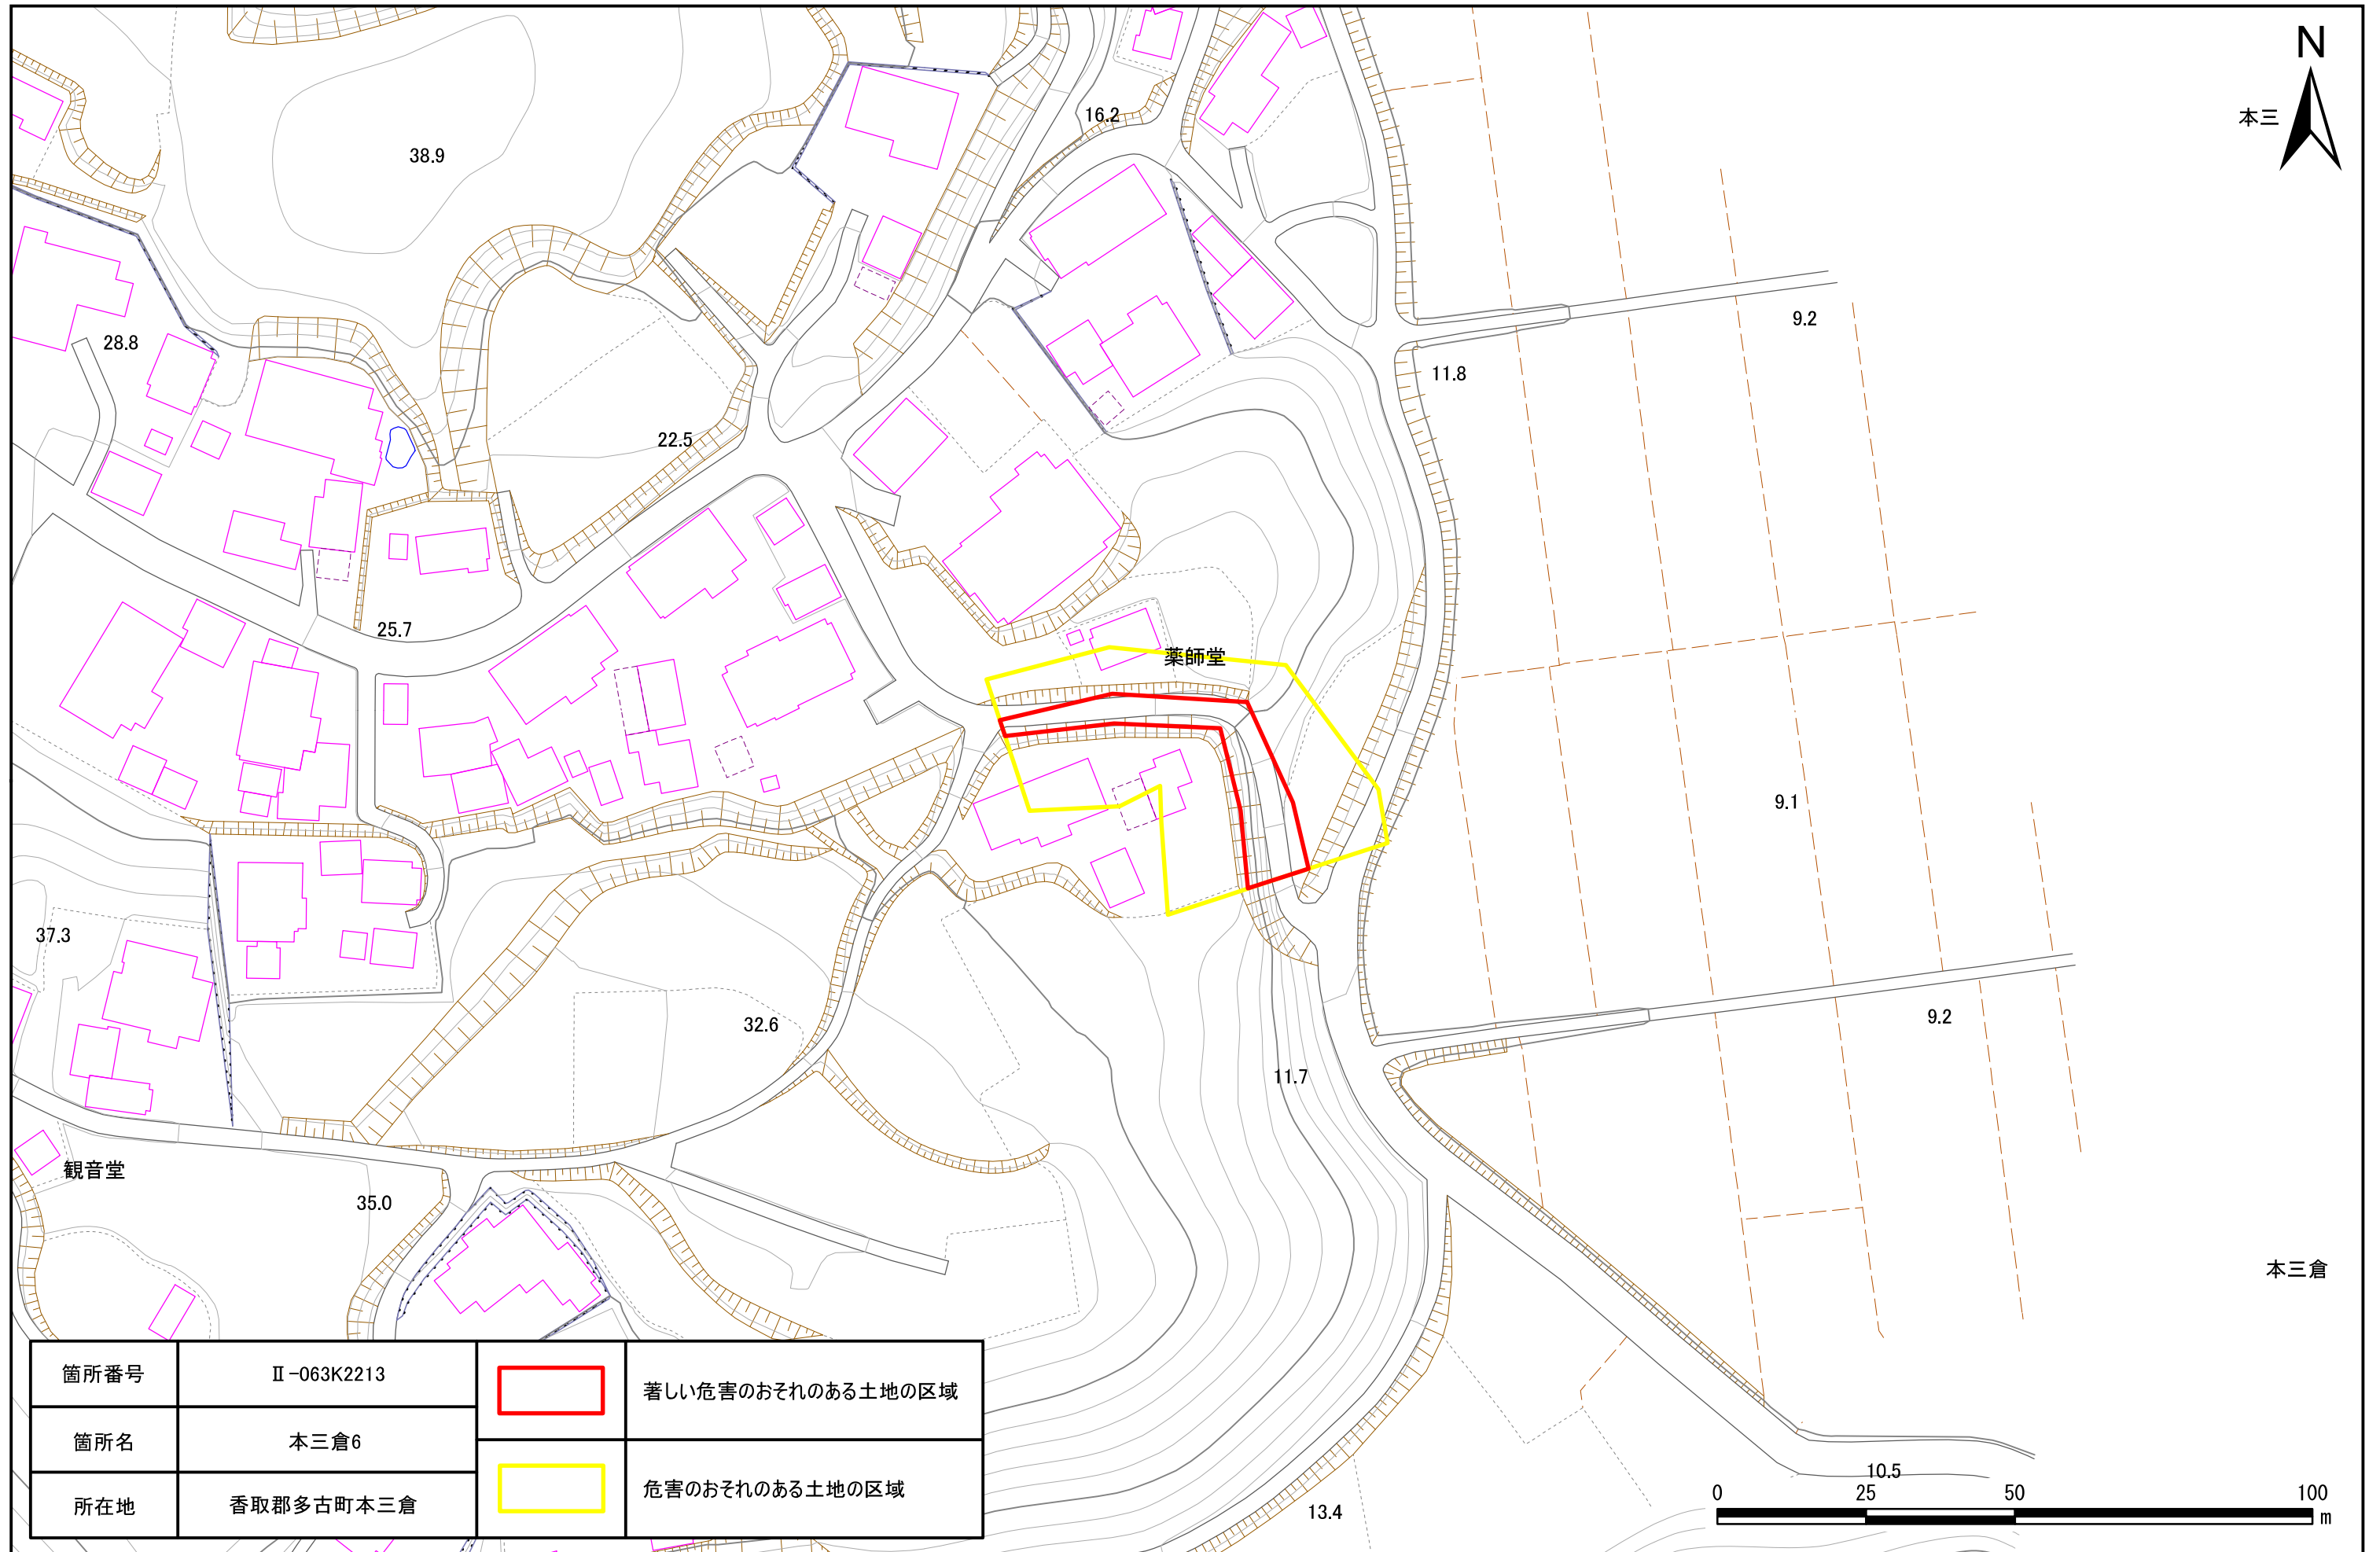 N
本三
16.2
38.9
9.2
28.8
11.8
22.5
25.7
薬師堂
9.1
37.3
32.6
9.2
11.7
観音堂
35.0
本三倉
箇所番号 Ⅱ-063K2213
著しい危害のおそれのある土地の区域
箇所名 本三倉6
危害のおそれのある土地の区域
所在地 香取郡多古町本三倉
10.5
13.4
0 25 50 100
m